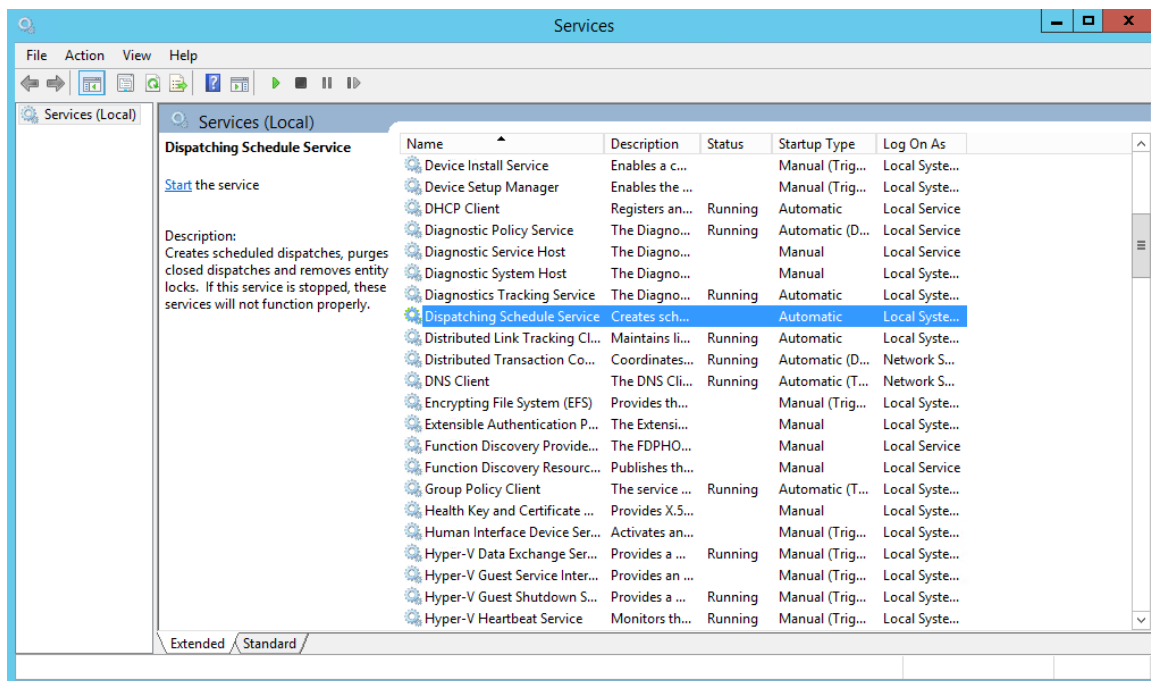 Services
File Action View Help
Services (Local)
Services (Local)
Dispatching Schedule Service
Start the service
Description:
Creates scheduled dispatches, purges
closed dispatches and removes entity
locks. If this service is stopped, these
services will not function properly.
Name Description Status Startup Type Log On As
Device Install Service Enables a c... Manual (Trig... Local Syste...
Device Setup Manager Enables the ... Manual (Trig... Local Syste...
DHCP Client Registers an... Running Automatic Local Service
Diagnostic Policy Service The Diagno... Running Automatic (D... Local Service
Diagnostic Service Host The Diagno... Manual Local Service
Diagnostic System Host The Diagno... Manual Local Syste...
Diagnostics Tracking Service The Diagno... Running Automatic Local Syste...
Dispatching Schedule Service Creates sch... Automatic Local Syste...
Distributed Link Tracking Cl... Maintains li... Running Automatic Local Syste...
Distributed Transaction Co... Coordinates... Running Automatic (D... Network S...
DNS Client The DNS Cli... Running Automatic (T... Network S...
Encrypting File System (EFS) Provides th... Manual (Trig... Local Syste...
Extensible Authentication P... The Extensi... Manual Local Syste...
Function Discovery Provide... The FDPHO... Manual Local Service
Function Discovery Resourc... Publishes th... Manual Local Service
Group Policy Client The service ... Running Automatic (T... Local Syste...
Health Key and Certificate ... Provides X.5... Manual Local Syste...
Human Interface Device Ser... Activates an... Manual (Trig... Local Syste...
Hyper-V Data Exchange Ser... Provides a ... Running Manual (Trig... Local Syste...
Hyper-V Guest Service Inter... Provides an ... Manual (Trig... Local Syste...
Hyper-V Guest Shutdown S... Provides a ... Running Manual (Trig... Local Syste...
Hyper-V Heartbeat Service Monitors th... Running Manual (Trig... Local Syste...
Extended Standard